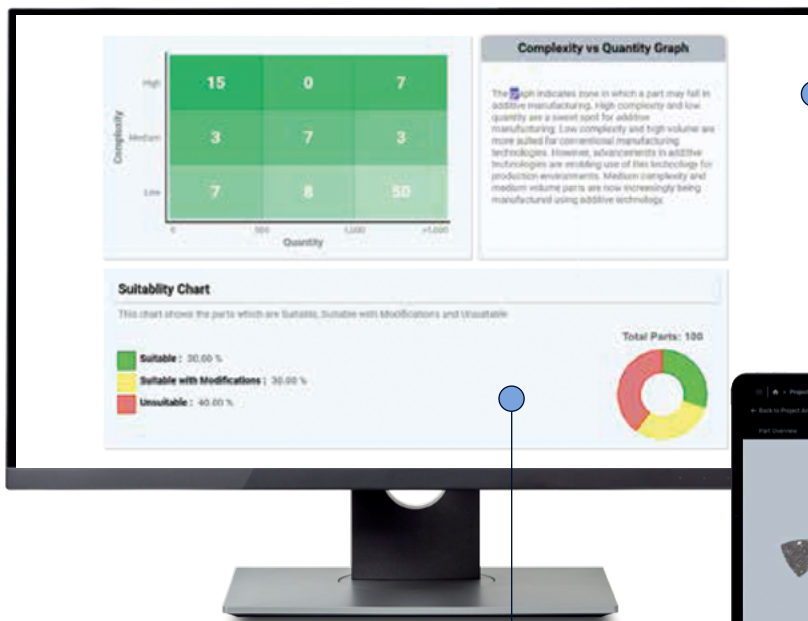 High
15 0 7
Complexity
Medium
3 7 3
Low
7 8 50
0 500 1,000 >1,000
Quantity
Complexity vs Quantity Graph
The graph indicates zone in which a part may fall in
additive manufacturing. High complexity and low
quantity are a sweet spot for additive
manufacturing. Low complexity and high volume are
more suited for conventional manufacturing
technologies. However, advancements in additive
technologies are enabling use of this technology for
production environments. Medium complexity and
medium volume parts are now increasingly being
manufactured using additive technology.
Suitablity Chart
This chart shows the parts which are Suitable, Suitable with Modifications and Unsuitable
Total Parts: 100
Suitable : 30.00 %
Suitable with Modifications : 30.00 %
Unsuitable : 40.00 %
Project
Back to Project
Part Overview